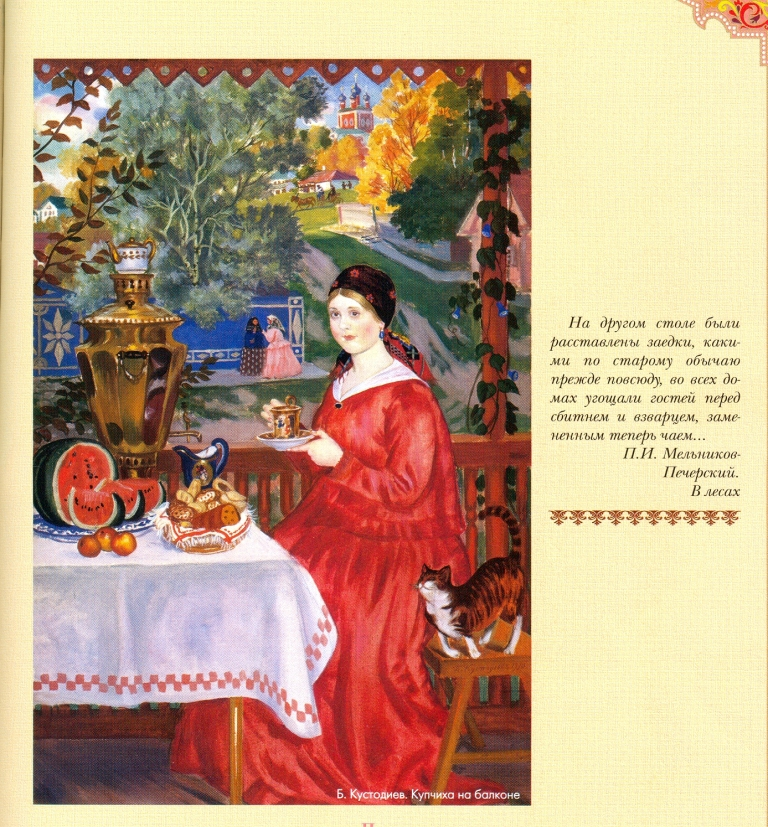 На другом столе были
расставлены заедки, каки-
ми по старому обычаю
прежде повсюду, во всех до-
мах угощали гостей перед
сбитнем и взварцем, заме-
ненным теперь чаем...
П.И. Мельников-
Печерский.
В лесах
Б. Кустодиев. Купчиха на балконе